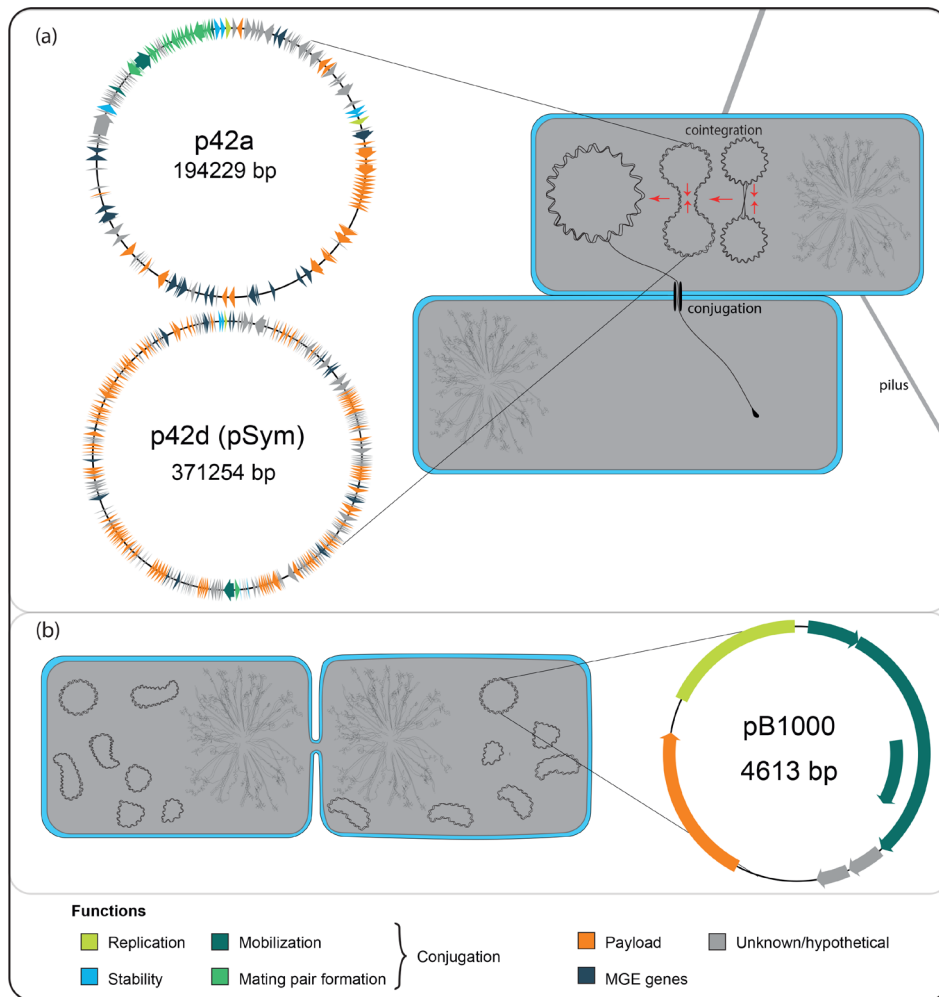 (a)
p42a
194229 bp
cointegration
conjugation
pilus
p42d (pSym)
371254 bp
(b)
pB1000
4613 bp
Functions
Replication
Mobilization
Stability
Mating pair formation
Conjugation
Payload
Unknown/hypothetical
MGE genes